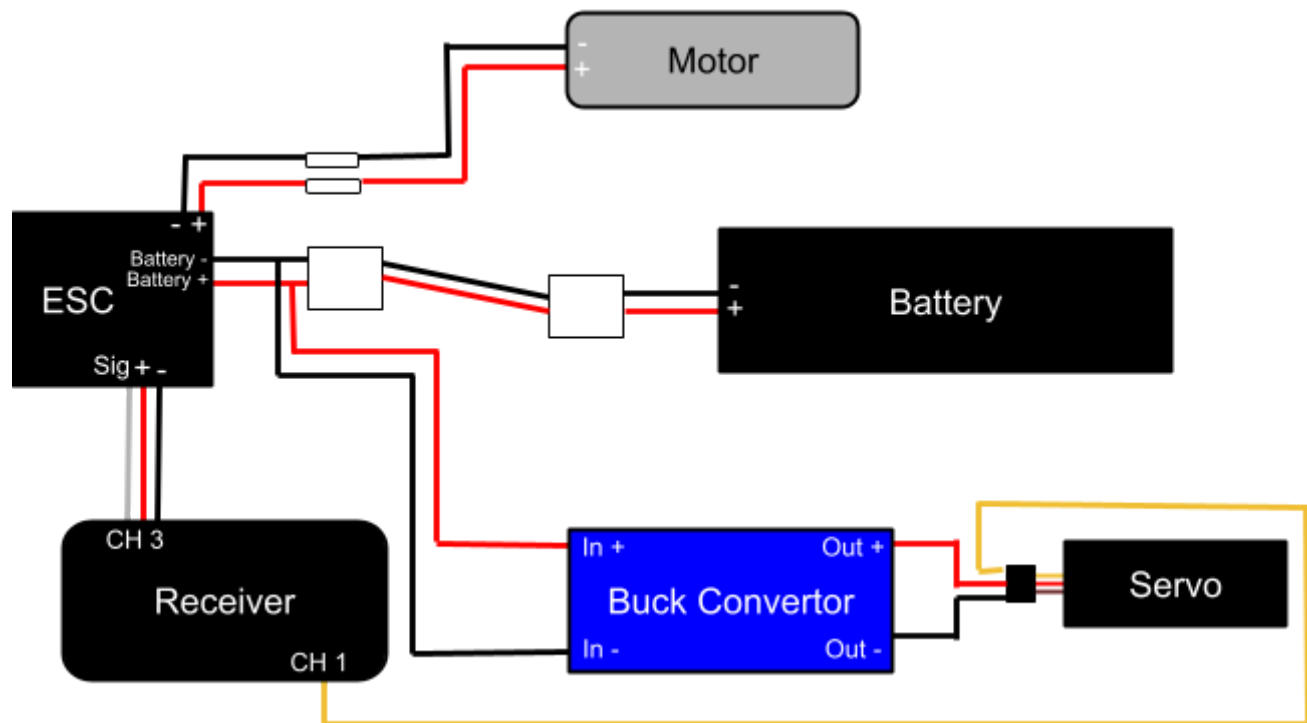 -
+
Motor
- +
Battery -
Battery +
ESC
Sig + -
-
+
Battery
CH 3
Receiver
CH 1
In +
Out +
Buck Convertor
In -
Out -
Servo